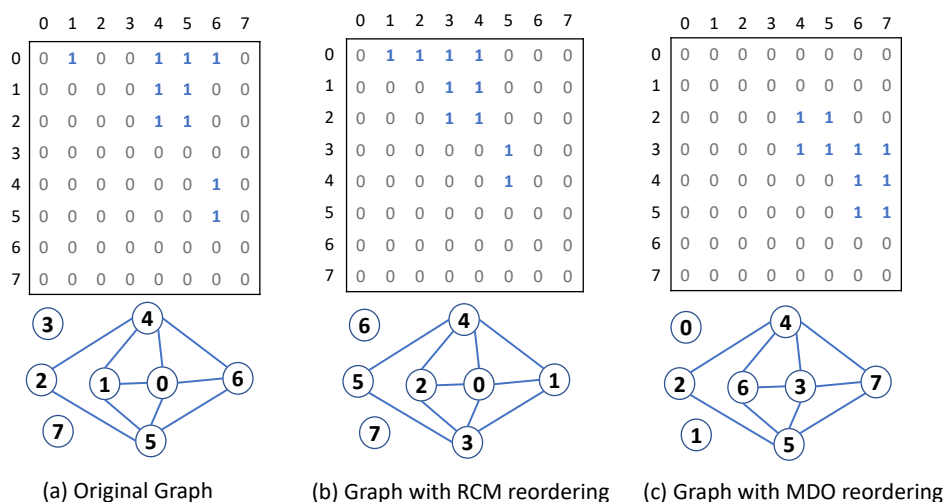 0 1 2 3 4 5 6 7
0 0 1 0 0 1 1 1 0
1 0 0 0 0 1 1 0 0
2 0 0 0 0 1 1 0 0
3 0 0 0 0 0 0 0 0
4 0 0 0 0 0 0 1 0
5 0 0 0 0 0 0 1 0
6 0 0 0 0 0 0 0 0
7 0 0 0 0 0 0 0 0
3
4
2
1
0
6
7
5
(a) Original Graph
0 1 2 3 4 5 6 7
0 0 1 1 1 1 0 0 0
1 0 0 0 1 1 0 0 0
2 0 0 0 1 1 0 0 0
3 0 0 0 0 0 1 0 0
4 0 0 0 0 0 1 0 0
5 0 0 0 0 0 0 0 0
6 0 0 0 0 0 0 0 0
7 0 0 0 0 0 0 0 0
6
4
5
2
0
1
7
3
(b) Graph with RCM reordering
0 1 2 3 4 5 6 7
0 0 0 0 0 0 0 0 0
1 0 0 0 0 0 0 0 0
2 0 0 0 0 1 1 0 0
3 0 0 0 0 1 1 1 1
4 0 0 0 0 0 0 1 1
5 0 0 0 0 0 0 1 1
6 0 0 0 0 0 0 0 0
7 0 0 0 0 0 0 0 0
0
4
2
6
3
7
1
5
(c) Graph with MDO reordering